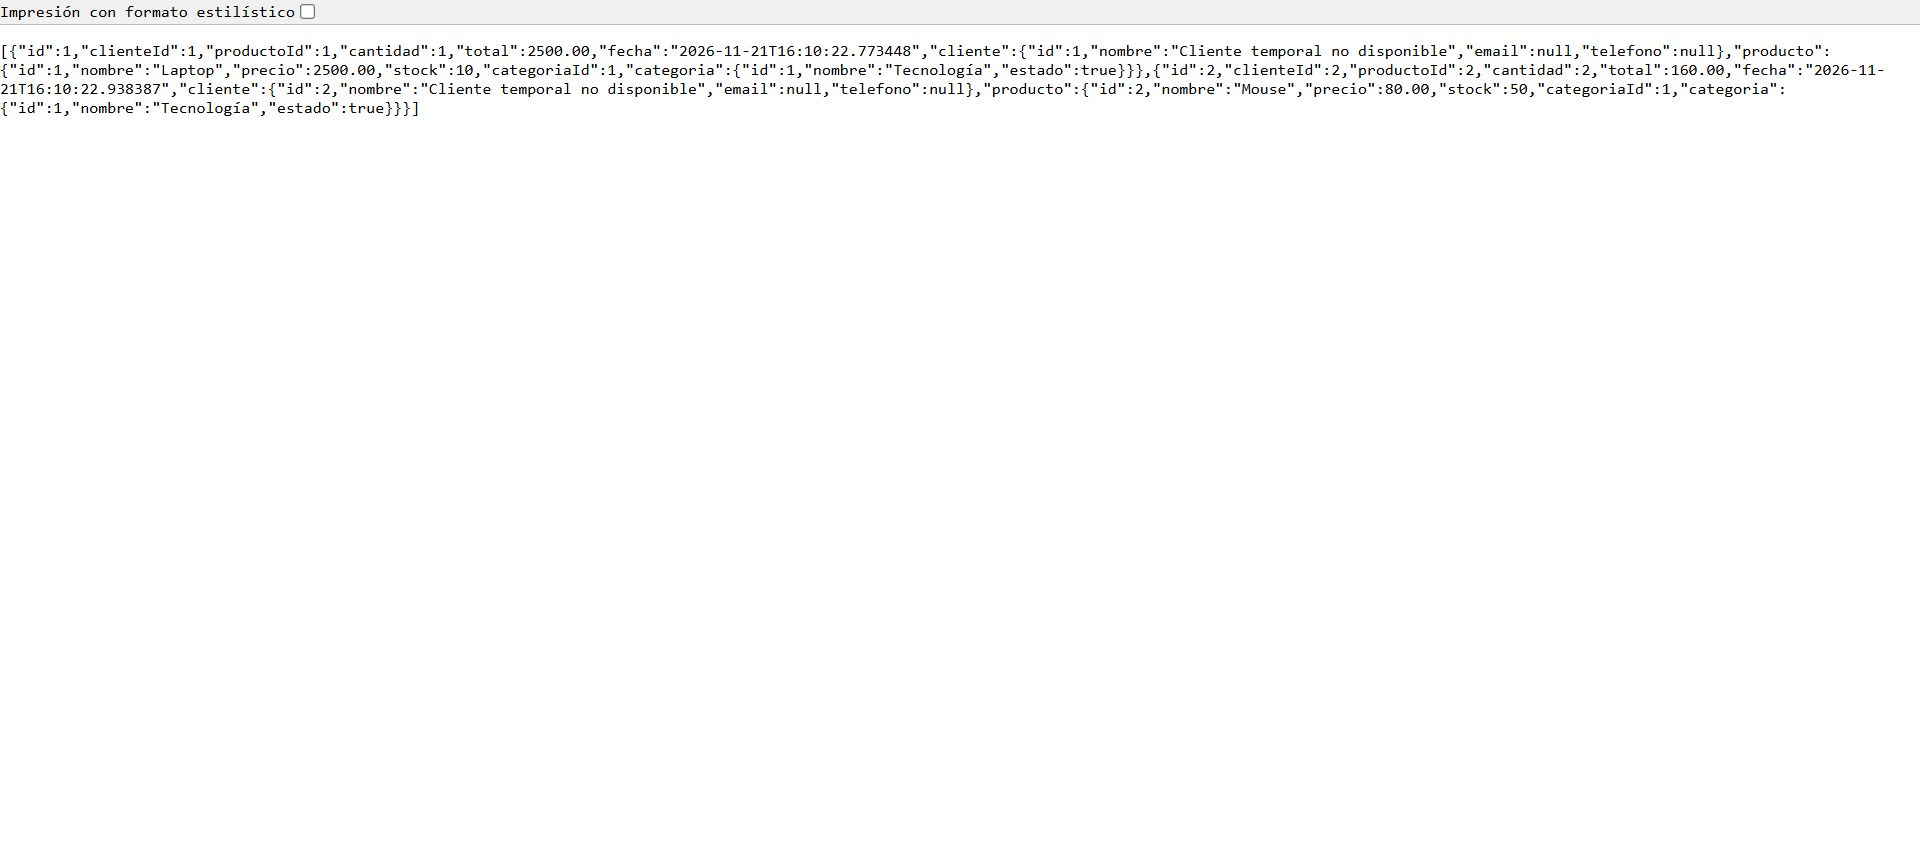 Impresión con formato estilístico
[{"id":1,"clienteId":1,"productoId":1,"cantidad":1,"total":2500.00,"fecha":"2026-11-21T16:10:22.773448","cliente":{"id":1,"nombre":"Cliente temporal no disponible","email":null,"telefono":null},"producto":
{"id":1,"nombre":"Laptop","precio":2500.00,"stock":10,"categoriaId":1,"categoria":{"id":1,"nombre":"Tecnología","estado":true}}},{"id":2,"clienteId":2,"productoId":2,"cantidad":2,"total":160.00,"fecha":"2026-11-
21T16:10:22.938387","cliente":{"id":2,"nombre":"Cliente temporal no disponible","email":null,"telefono":null},"producto":{"id":2,"nombre":"Mouse","precio":80.00,"stock":50,"categoriaId":1,"categoria":
{"id":1,"nombre":"Tecnología","estado":true}}}]